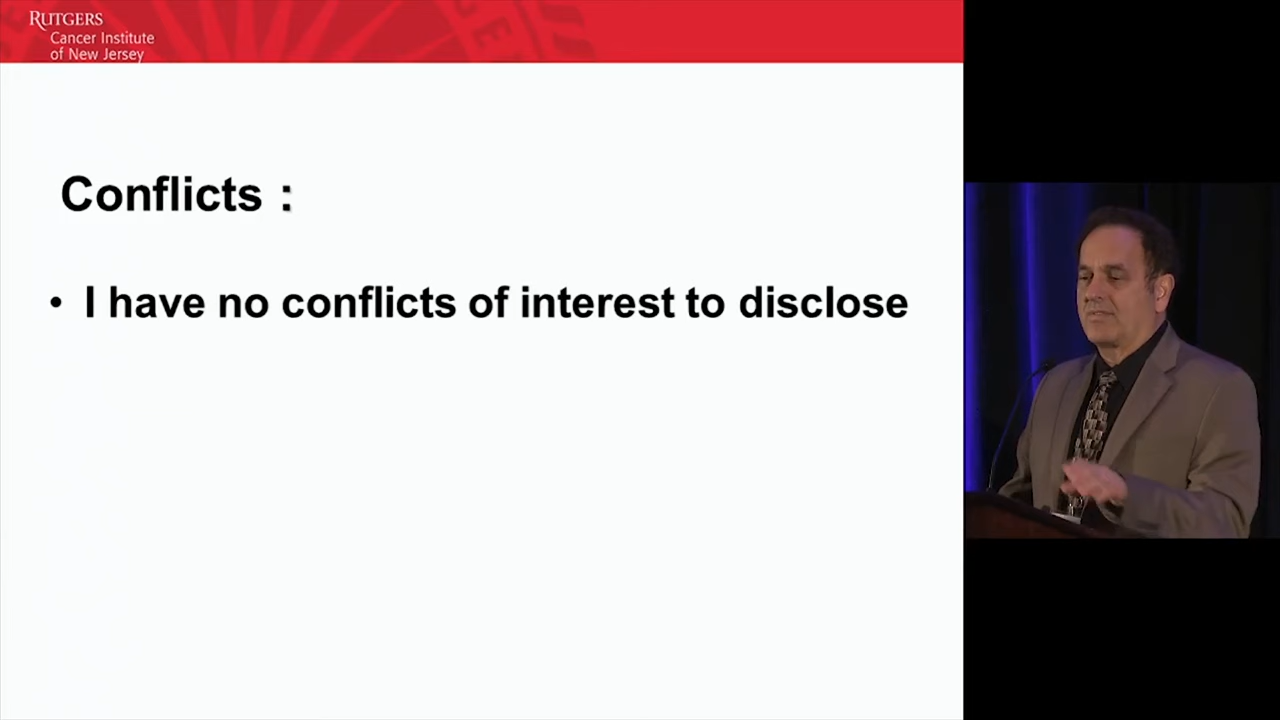 RUTGERS
Cancer Institute
of New Jersey
Conflicts :
• I have no conflicts of interest to disclose